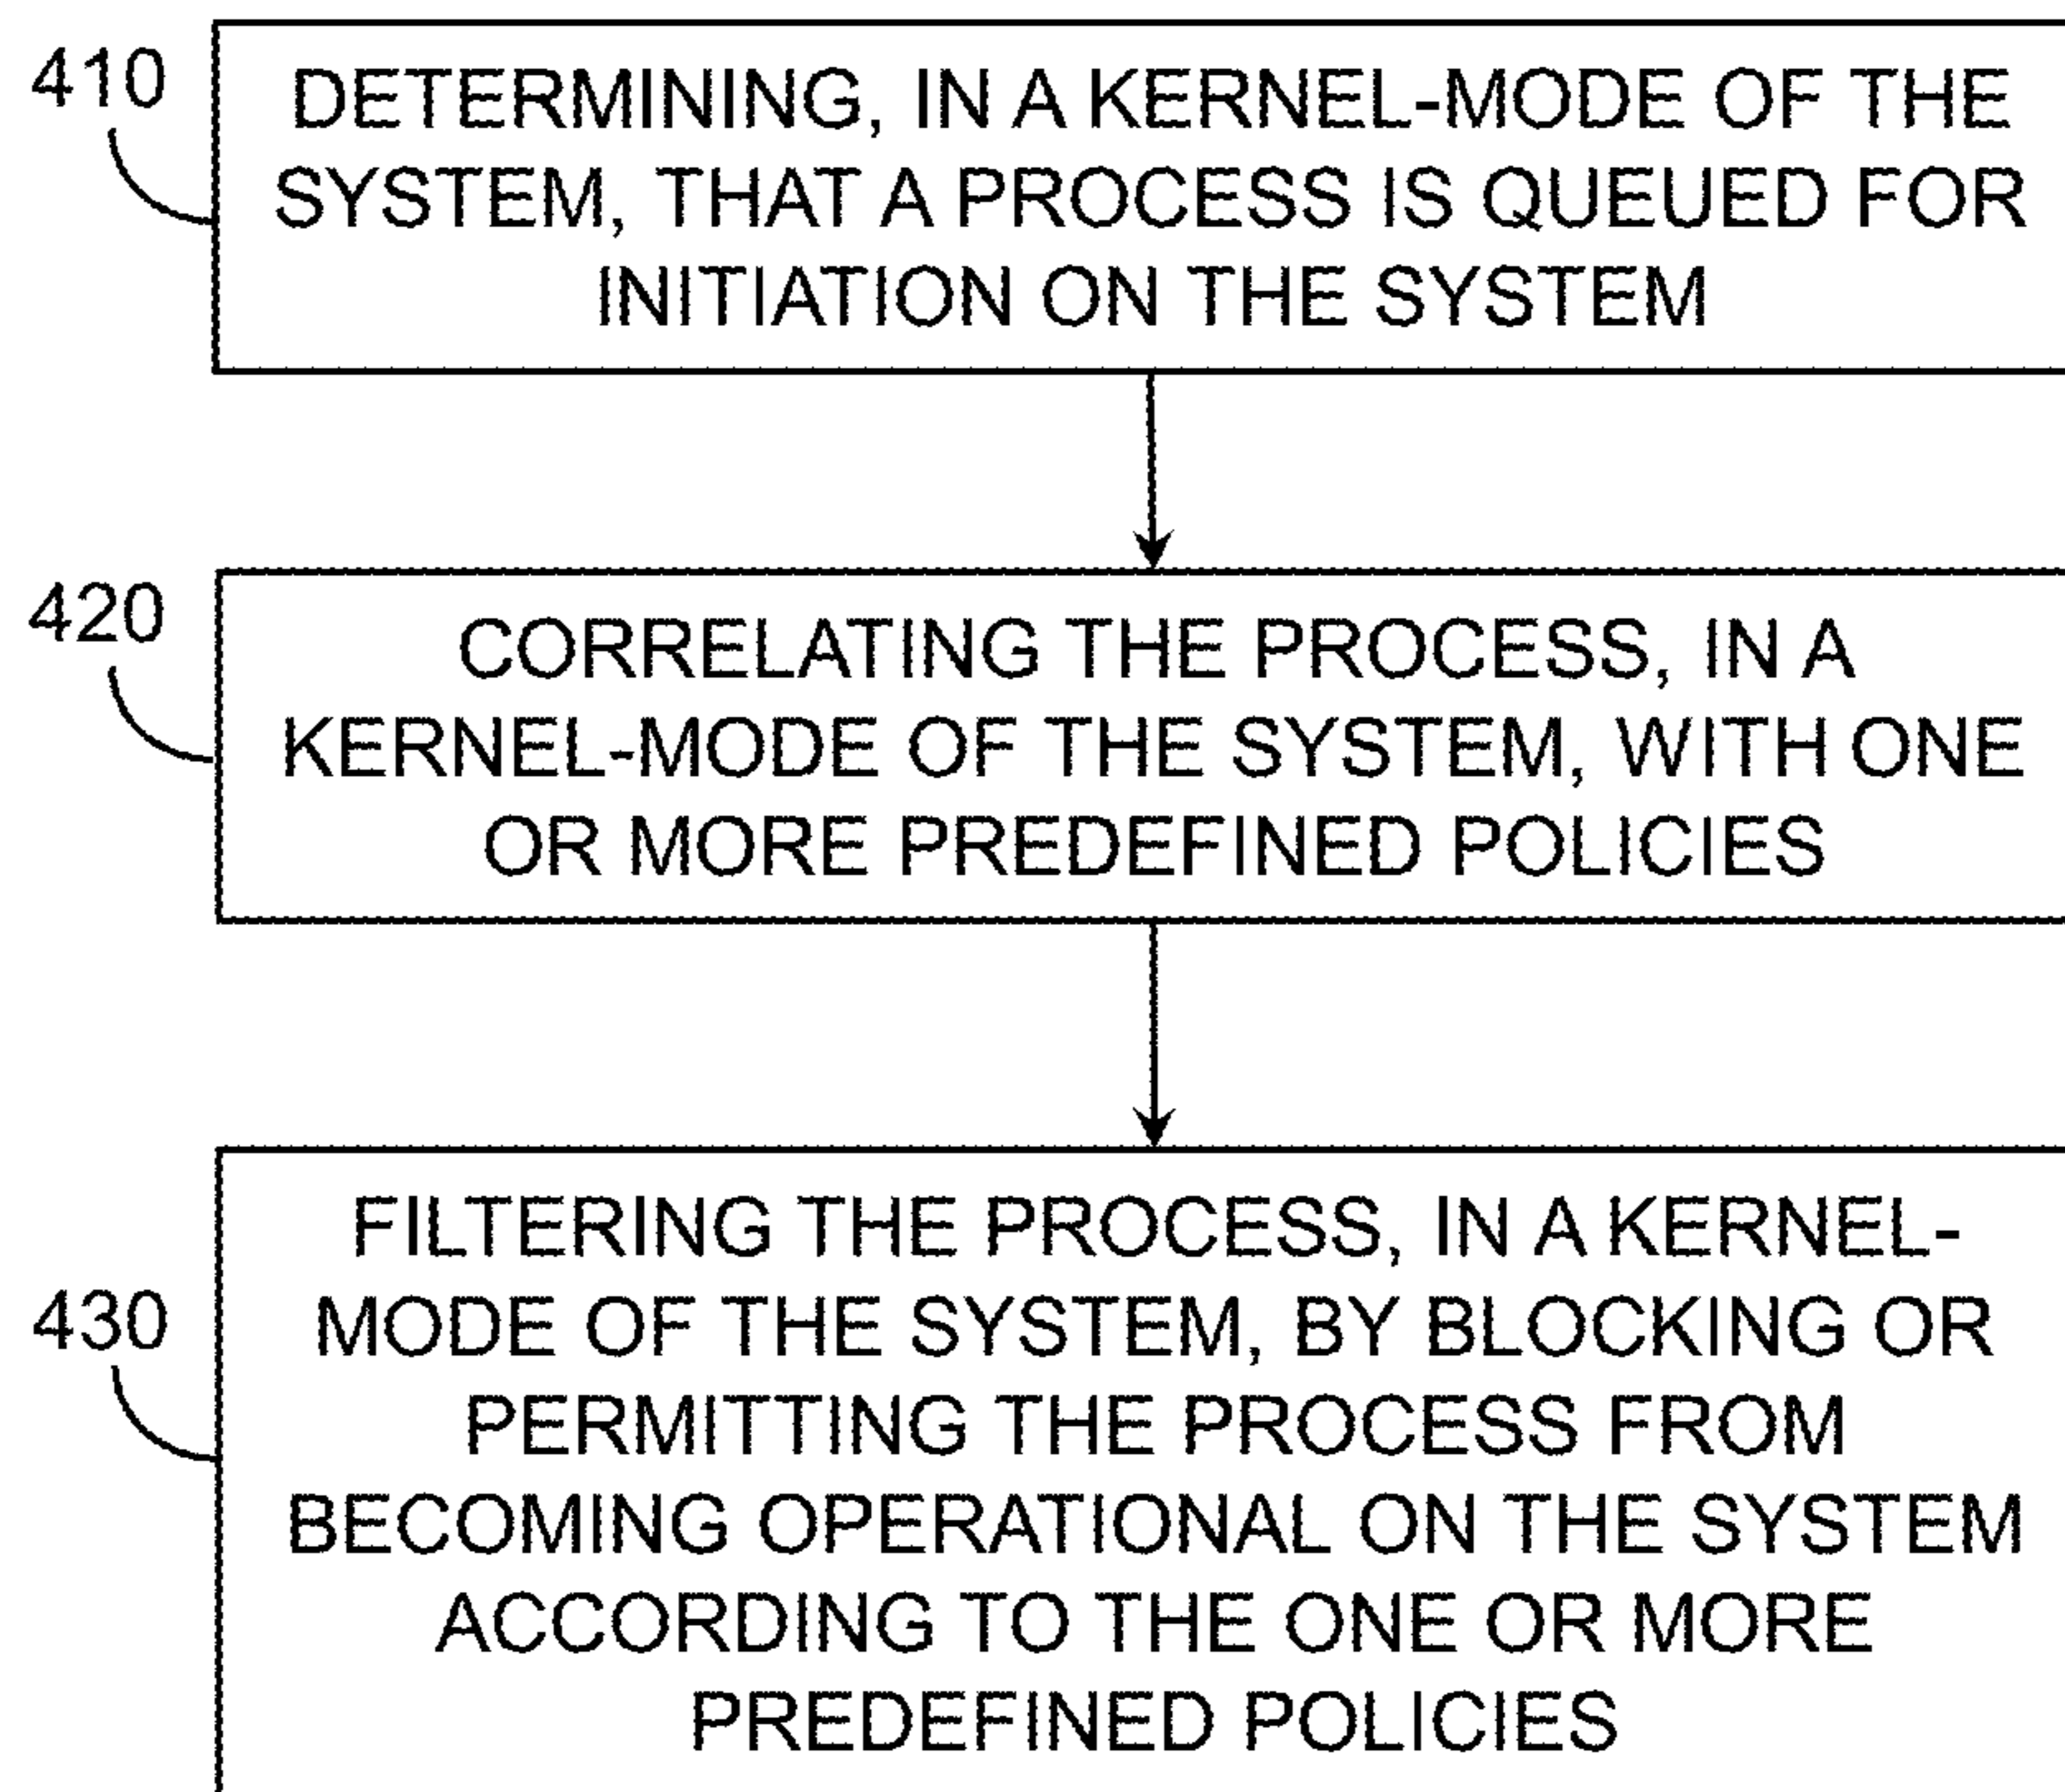 410
DETERMINING, IN A KERNEL-MODE OF THE
SYSTEM, THAT A PROCESS IS QUEUED FOR
INITIATION ON THE SYSTEM
420
CORRELATING THE PROCESS, IN A
KERNEL-MODE OF THE SYSTEM, WITH ONE
OR MORE PREDEFINED POLICIES
430
FILTERING THE PROCESS, IN A KERNEL-
MODE OF THE SYSTEM, BY BLOCKING OR
PERMITTING THE PROCESS FROM
BECOMING OPERATIONAL ON THE SYSTEM
ACCORDING TO THE ONE OR MORE
PREDEFINED POLICIES